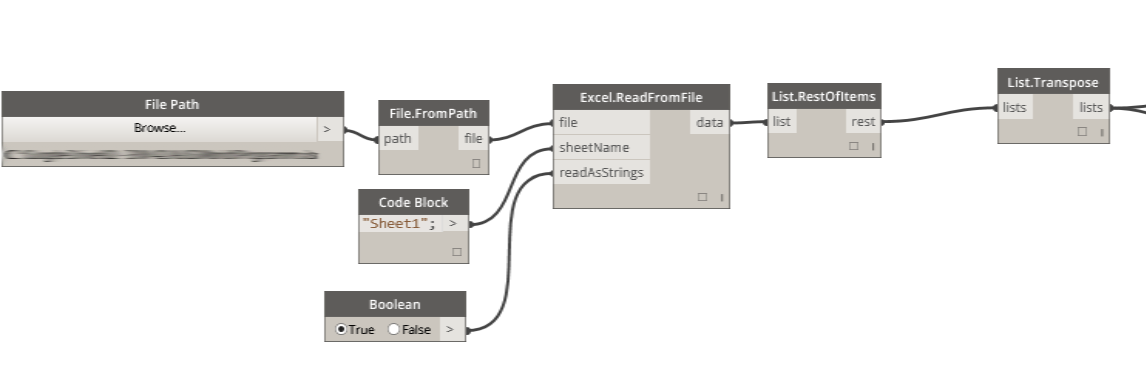 File Path
Browse... >
File.FromPath
path file
Code Block
"Sheet1"; >
Boolean
True False >
Excel.ReadFromFile
file data
sheetName
readAsStrings
List.RestOfItems
list rest
List.Transpose
lists lists